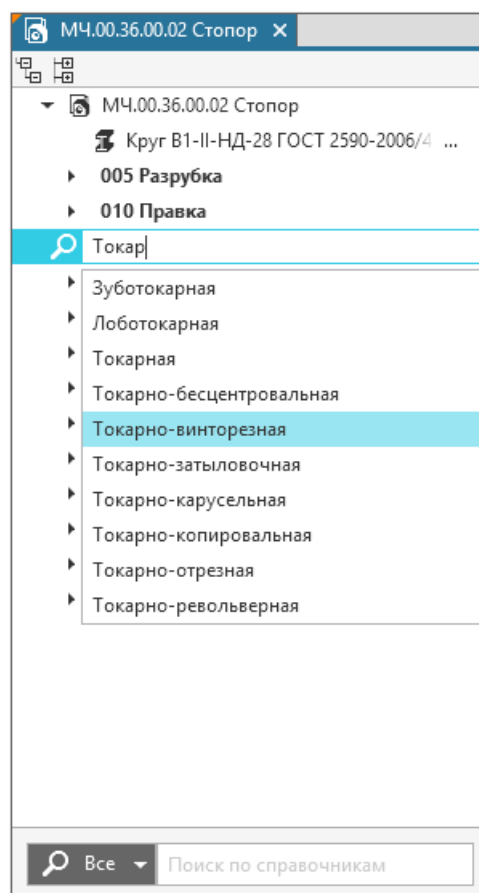 МЧ.00.36.00.02 Стопор
МЧ.00.36.00.02 Стопор
Круг В1-II-НД-28 ГОСТ 2590-2006/4 ...
005 Разрубка
010 Правка
Токар
Зуботокарная
Лоботокарная
Токарная
Токарно-бесцентровальная
Токарно-винторезная
Токарно-затыловочная
Токарно-карусельная
Токарно-копировальная
Токарно-отрезная
Токарно-револьверная
Все Поиск по справочникам